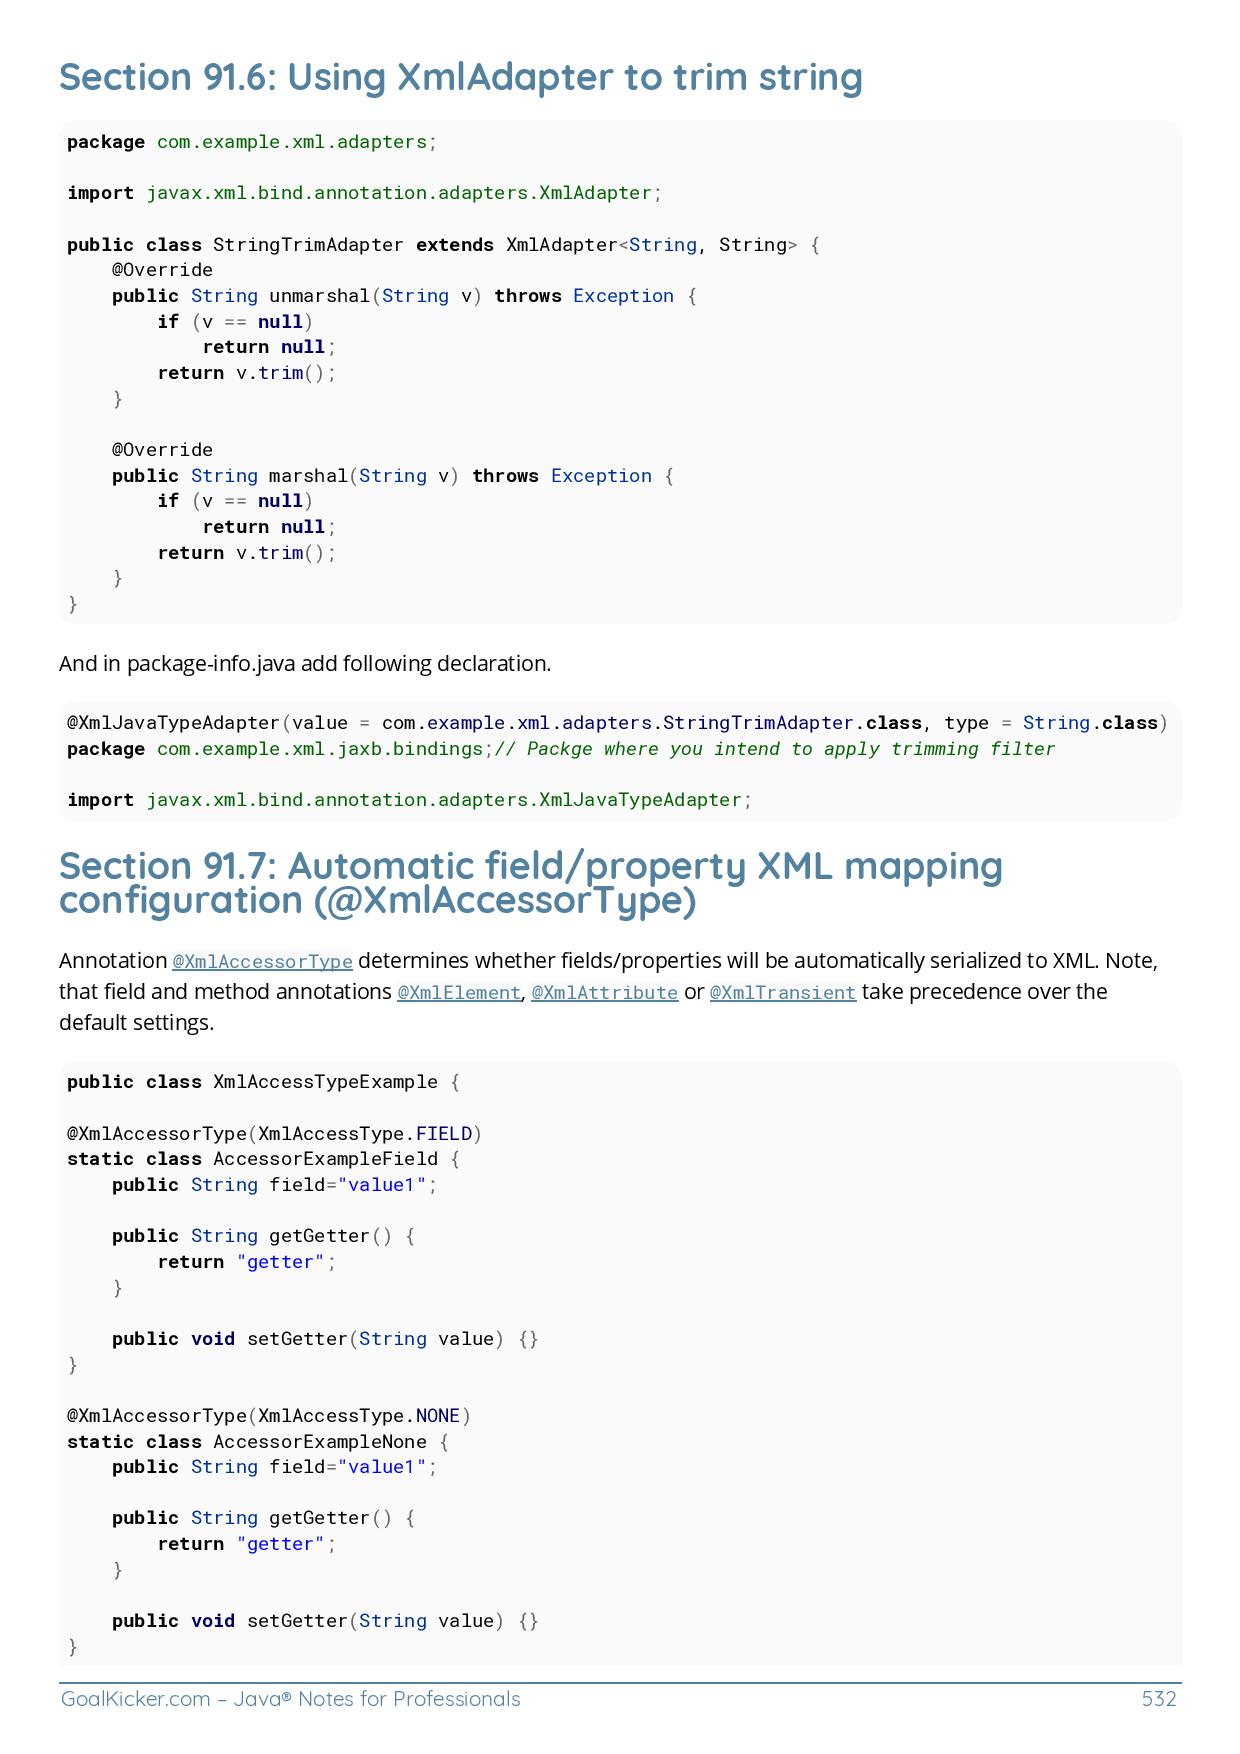 Section 91.6: Using XmlAdapter to trim string
package com.example.xml.adapters;
import javax.xml.bind.annotation.adapters.XmlAdapter;
public class StringTrimAdapter extends XmlAdapter<String, String> {
    @Override
    public String unmarshal(String v) throws Exception {
        if (v == null)
            return null;
        return v.trim();
    }
    @Override
    public String marshal(String v) throws Exception {
        if (v == null)
            return null;
        return v.trim();
    }
}
And in package-info.java add following declaration.
@XmlJavaTypeAdapter(value = com.example.xml.adapters.StringTrimAdapter.class, type = String.class)
package com.example.xml.jaxb.bindings;// Packge where you intend to apply trimming filter
import javax.xml.bind.annotation.adapters.XmlJavaTypeAdapter;
Section 91.7: Automatic field/property XML mapping
configuration (@XmlAccessorType)
Annotation @XmlAccessorType determines whether fields/properties will be automatically serialized to XML. Note,
that field and method annotations @XmlElement, @XmlAttribute or @XmlTransient take precedence over the
default settings.
public class XmlAccessTypeExample {
@XmlAccessorType(XmlAccessType.FIELD)
static class AccessorExampleField {
    public String field="value1";
    public String getGetter() {
        return "getter";
    }
    public void setGetter(String value) {}
}
@XmlAccessorType(XmlAccessType.NONE)
static class AccessorExampleNone {
    public String field="value1";
    public String getGetter() {
        return "getter";
    }
    public void setGetter(String value) {}
}
GoalKicker.com – Java® Notes for Professionals 532